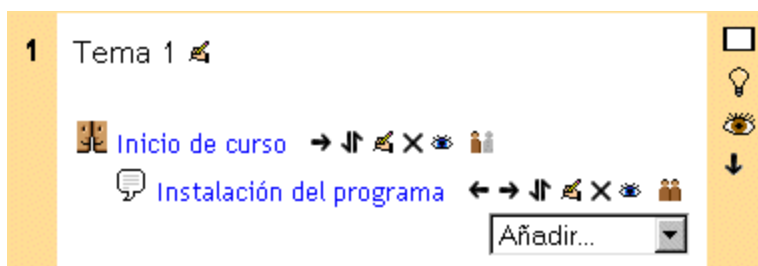 1 Tema 1
Inicio de curso
Instalación del programa
Añadir...